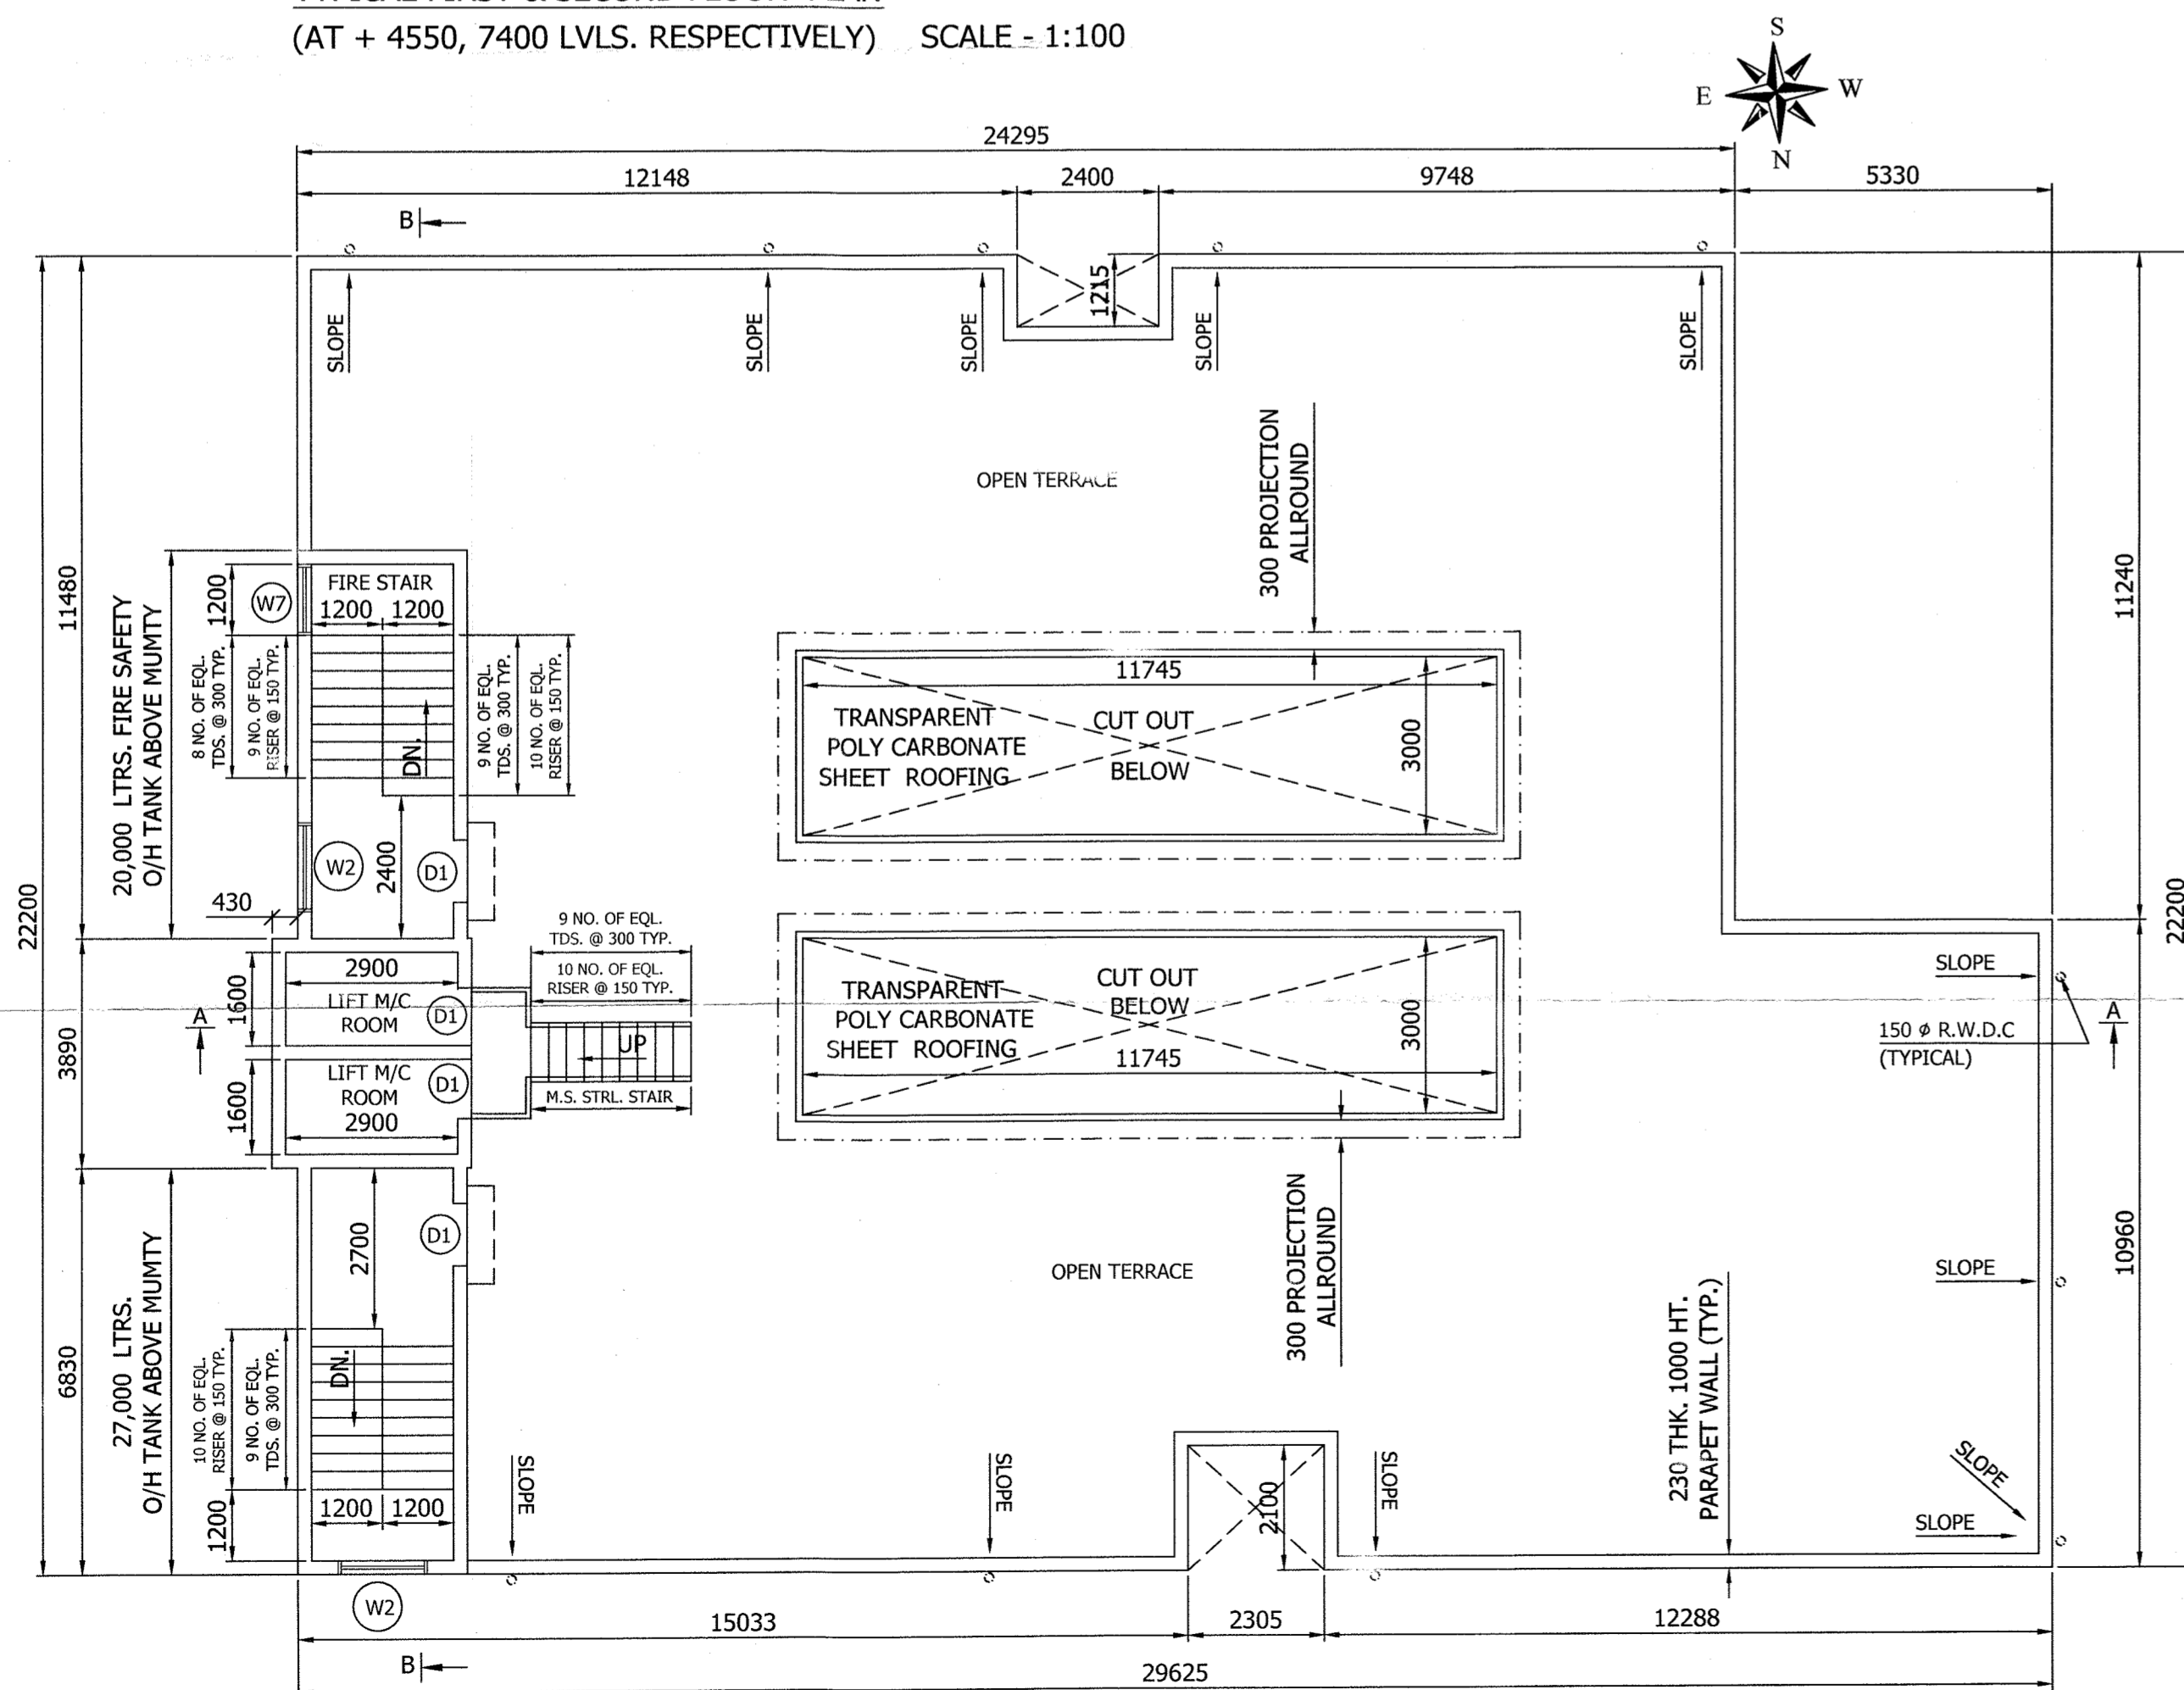 (AT + 4550, 7400 LVLS. RESPECTIVELY) SCALE - 1:100
S
E
W
N
24295
12148
2400
9748
5330
B
1215
SLOPE
SLOPE
SLOPE
SLOPE
SLOPE
OPEN TERRACE
300 PROJECTION
ALLROUND
22200
11480
20,000 LTRS. FIRE SAFETY
O/H TANK ABOVE MUMTY
1200
W7
FIRE STAIR
1200
1200
8 NO. OF EQL.
TDS. @ 300 TYP.
9 NO. OF EQL.
RISER @ 150 TYP.
DN.
9 NO. OF EQL.
TDS. @ 300 TYP.
10 NO. OF EQL.
RISER @ 150 TYP.
11745
TRANSPARENT
POLY CARBONATE
SHEET ROOFING
CUT OUT
BELOW
3000
11240
22200
W2
2400
D1
430
9 NO. OF EQL.
TDS. @ 300 TYP.
10 NO. OF EQL.
RISER @ 150 TYP.
3890
A
1600
2900
LIFT M/C
ROOM
D1
1600
LIFT M/C
ROOM
2900
D1
UP
M.S. STRL. STAIR
TRANSPARENT
POLY CARBONATE
SHEET ROOFING
CUT OUT
BELOW
11745
3000
SLOPE
150 ⌀ R.W.D.C
(TYPICAL)
A
6830
27,000 LTRS.
O/H TANK ABOVE MUMTY
2700
D1
10 NO. OF EQL.
RISER @ 150 TYP.
9 NO. OF EQL.
TDS. @ 300 TYP.
DN.
1200
1200
1200
W2
OPEN TERRACE
300 PROJECTION
ALLROUND
230 THK. 1000 HT.
PARAPET WALL (TYP.)
SLOPE
10960
SLOPE
SLOPE
SLOPE
SLOPE
SLOPE
2100
15033
2305
12288
B
29625